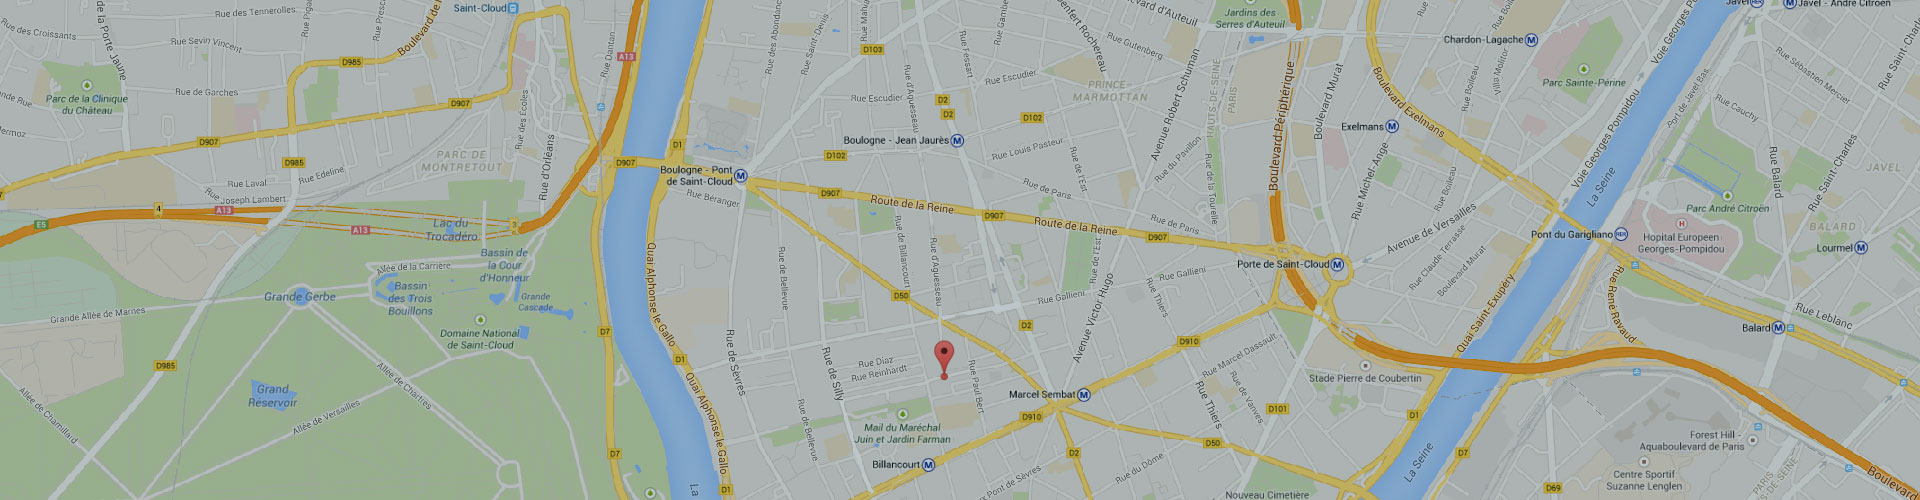 Rue des Tennerolles
Saint-Cloud
Rue des Croissants
de la Porte Jaune
Rue Sevin Vincent
Rue Dantan
A13
D985
Parc de la Clinique
du Château
Rue de Garches
D907
Rue des Ecoles
D907
D985
PARC DE
MONTRETOUT
Rue Laval
Rue Edeline
Rue Joseph Lambert
Rue d'Orléans
4
A13
E5
A13
3
Lac du
Trocadéro
Bassin de
la Cour
d'Honneur
Allée de la Carrière
Grande Gerbe
Bassin
des Trois
Bouillons
Grande
Cascade
Grande Allée de Marnes
Domaine National
de Saint-Cloud
D985
Grand
Réservoir
Allée de Chartres
Allée de Versailles
Allée de Chamillard
D7
D7
D907
D1
Boulogne - Pont
de Saint-Cloud
Rue Béranger
Quai Alphonse le Gallo
D1
Quai Alphonse le Gallo
D1
La
Rue des Abondances
Rue Saint-Denis
D103
Rue Fessart
Rue d'Aguesseau
Rue Escudier
Rue Escudier
D2
D2
D102
Boulogne - Jean Jaurès
D102
Rue Louis Pasteur
Rue de l'Est
Rue Gutenberg
PRINCE-
MARMOTTAN
Avenue Robert Schuman
Rue du Pavillon
D907
Route de la Reine
D907
Route de la Reine
Rue de Paris
Rue de Paris
D907
Rue de Bellevue
Rue de Billancourt
Rue d'Aguesseau
Rue de l'Est
D50
Rue Gallieni
Rue Gallieni
Rue Thiers
Avenue Victor Hugo
D2
Rue de Sèvres
Rue de Silly
Rue Diaz
Rue Reinhardt
Rue Paul Bert
D910
Rue Marcel Dassault
Marcel Sembat
D910
Mail du Maréchal
Juin et Jardin Farman
Rue de Bellevue
Billancourt
Pont de Sèvres
D2
Rue du Dôme
D50
Rue Thiers
Rue de Vanves
D101
Nouveau Cimetière
Jardins des
Serres d'Auteuil
HAUTS-DE-SEINE
PARIS
Rue de la Tourelle
Boulevard Périphérique
Boulevard Murat
Boulevard Exelmans
Exelmans
Chardon-Lagache
Rue Boileau
Villa Molitor
Parc Sainte-Périne
Rue Michel-Ange
Rue Boileau
Avenue de Versailles
Rue Claude Terrasse
Boulevard Murat
Porte de Saint-Cloud
Stade Pierre de Coubertin
Quai Saint-Exupéry
Pont du Garigliano
Voie Georges Pompidou
Voie Georges Pompidou
La Seine
La Seine
D1
D7
Javel
Javel - André Citroën
Port de Javel Bas
Rue Cauchy
Rue Sébastien Mercier
Rue Saint-Charles
Rue Saint-Charles
Rue Balard
JAVEL
Parc André Citroën
Hopital Européen
Georges-Pompidou
BALARD
Lourmel
Rue René Ravaud
Rue Leblanc
Balard
Forest Hill -
Aquaboulevard de Paris
Centre Sportif
Suzanne Lenglen
D69
Boulevard